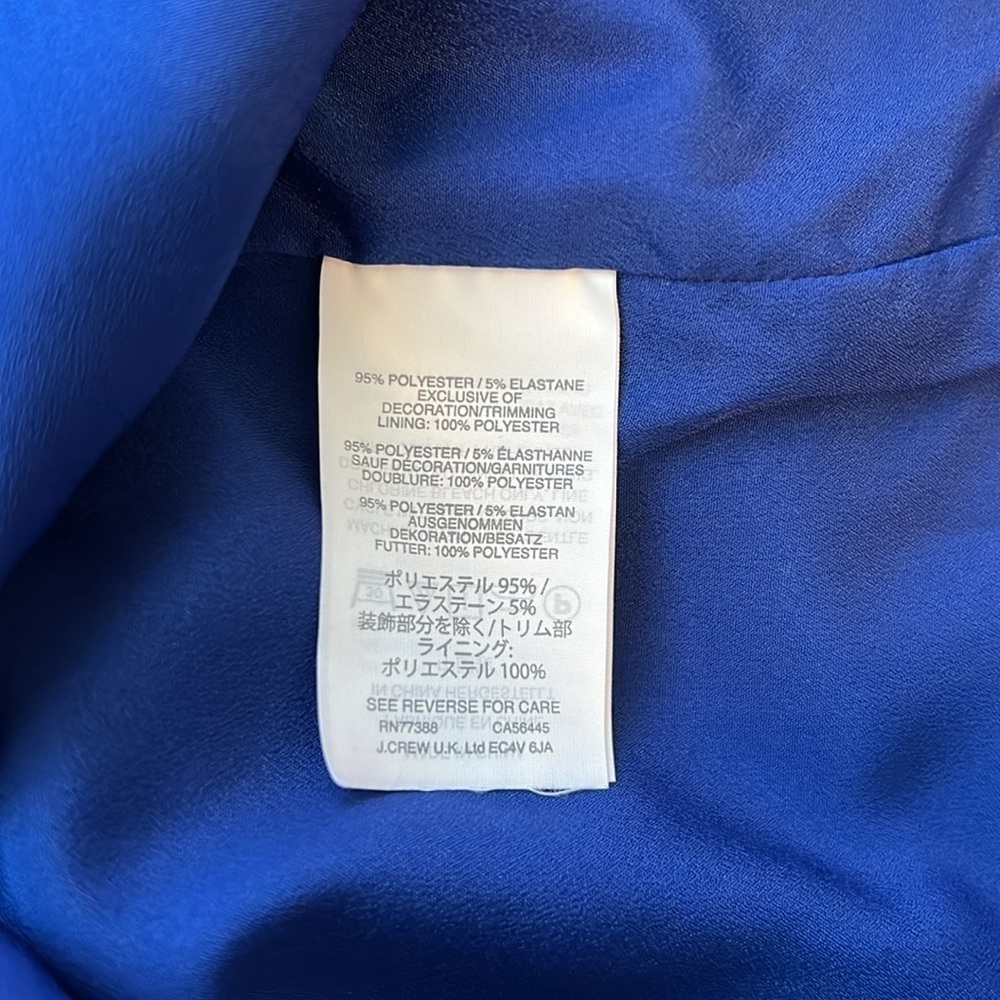 95% POLYESTER / 5% ELASTANE
EXCLUSIVE OF
DECORATION/TRIMMING
LINING: 100% POLYESTER
95% POLYESTER / 5% ÉLASTHANNE
SAUF DÉCORATION/GARNITURES
DOUBLURE: 100% POLYESTER
95% POLYESTER / 5% ELASTAN
AUSGENOMMEN
DEKORATION/BESATZ
FUTTER: 100% POLYESTER
ポリエステル 95% /
エラステーン 5%
装飾部分を除く/トリム部
ライニング:
ポリエステル 100%
SEE REVERSE FOR CARE
RN77388 CA56445
J.CREW U.K. Ltd EC4V 6JA